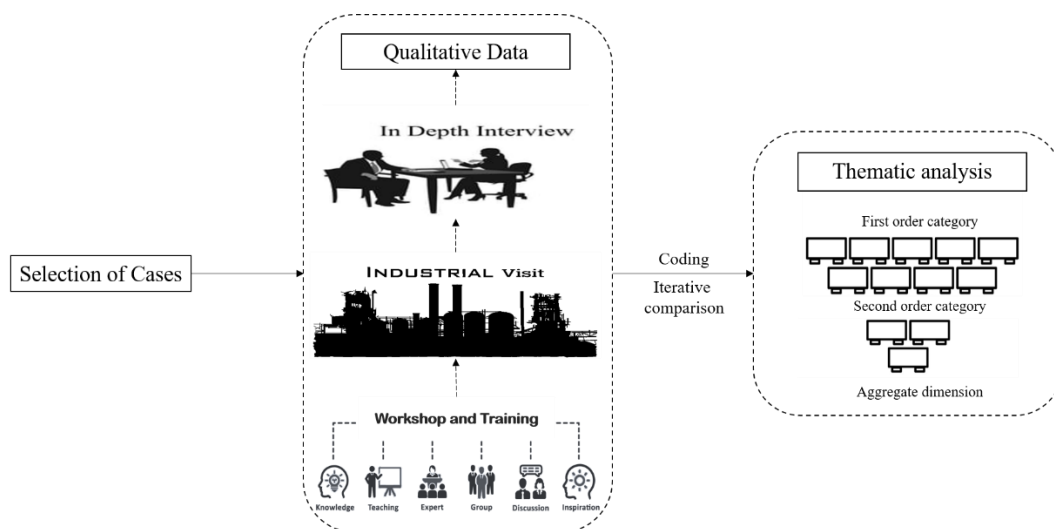 Selection of Cases
Qualitative Data
In Depth Interview
INDUSTRIAL Visit
Workshop and Training
Knowledge
Teaching
Expert
Group
Discussion
Inspiration
Coding
Iterative
comparison
Thematic analysis
First order category
Second order category
Aggregate dimension